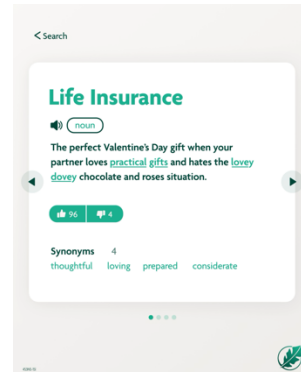 < Search
Life Insurance
noun
The perfect Valentine's Day gift when your
partner loves practical gifts and hates the lovey
dovey chocolate and roses situation.
96 4
Synonyms 4
thoughtful loving prepared considerate